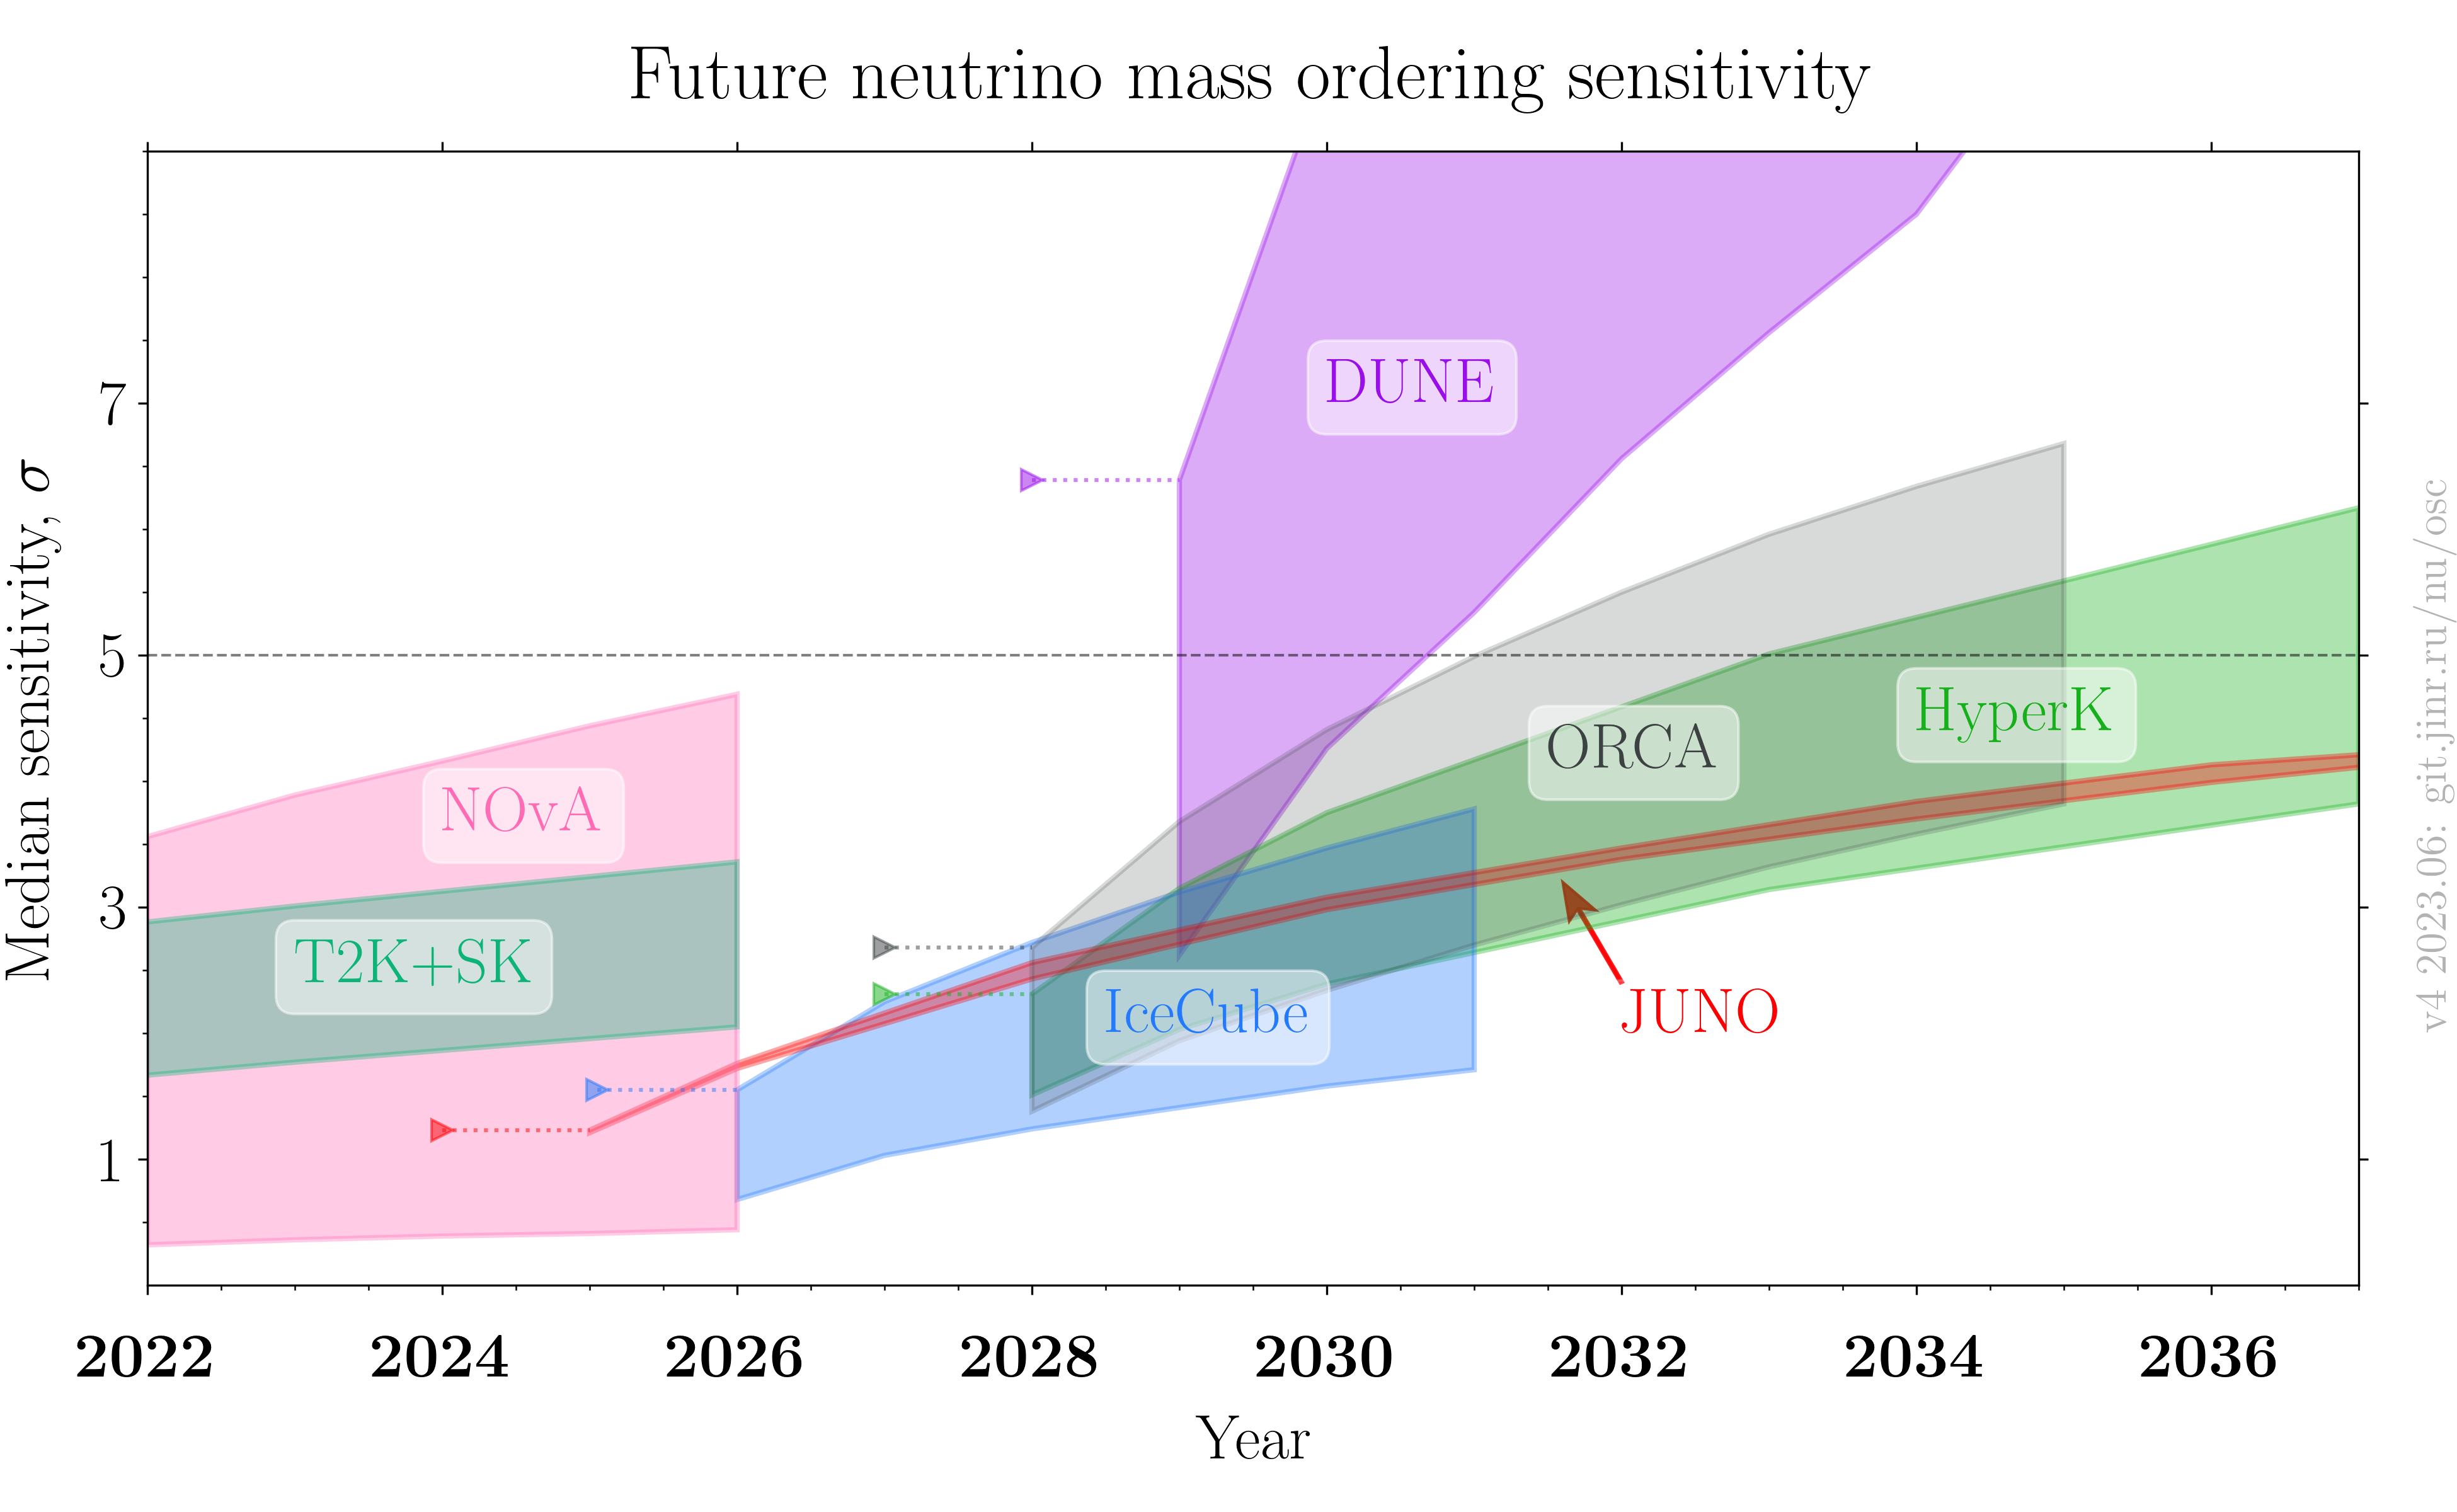 Future neutrino mass ordering sensitivity
Median sensitivity, σ
7
5
3
1
DUNE
NOνA
T2K+SK
ORCA
HyperK
IceCube
JUNO
2022 2024 2026 2028 2030 2032 2034 2036
Year
v4 2023.06: git.jinr.ru/nu/osc